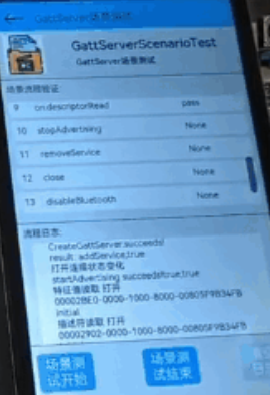 GattServer场景测试
GattServerScenarioTest
GattServer场景测试
场景流程验证
9 on.descriptorRead pass
10 stopAdvertising None
11 removeService None
12 close None
13 disableBluetooth None
流程日志:
CreateGattServer:succeeds!
result: addService,true
打开连接状态变化
startAdvertising succeed!true,true
特征值读取 打开
00002BE0-0000-1000-8000-00805F9B34FB
initial
描述符读取 打开
00002902-0000-1000-8000-00805F9B34FB
场景测试开始
场景测试结束